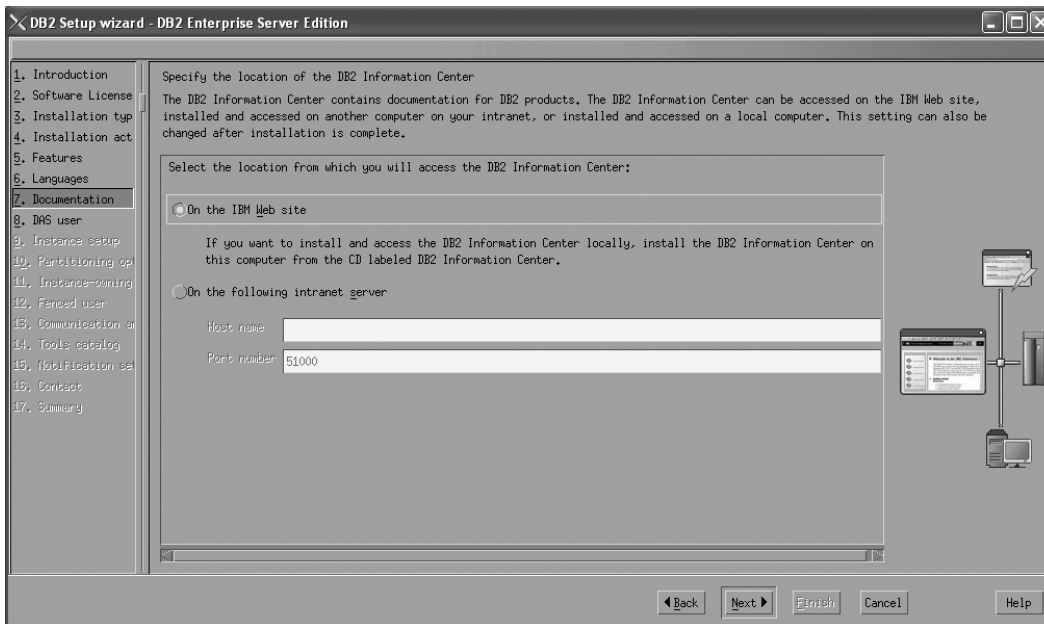 DB2 Setup wizard - DB2 Enterprise Server Edition
1. Introduction
2. Software License
3. Installation typ
4. Installation act
5. Features
6. Languages
7. Documentation
8. DAS user
9. Instance setup
10. Partitioning op
11. Instance-owning
12. Fenced user
13. Communication an
14. Tools catalog
15. Notification set
16. Contact
17. Summary
Specify the location of the DB2 Information Center
The DB2 Information Center contains documentation for DB2 products. The DB2 Information Center can be accessed on the IBM Web site,
installed and accessed on another computer on your intranet, or installed and accessed on a local computer. This setting can also be
changed after installation is complete.
Select the location from which you will access the DB2 Information Center:
On the IBM Web site
If you want to install and access the DB2 Information Center locally, install the DB2 Information Center on
this computer from the CD labeled DB2 Information Center.
On the following intranet server
Host name
Port number 51000
Back Next Finish Cancel Help